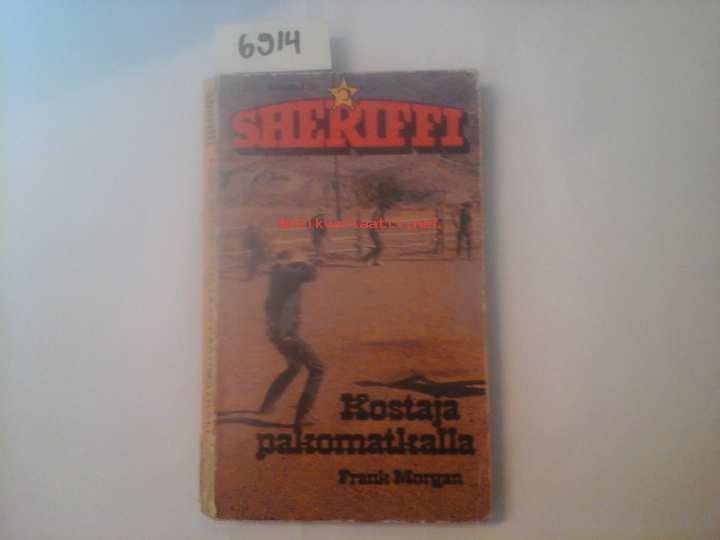 6914
2
SHERIFFI
antikvariaatti.net
Kostaja
pakomatkalla
Frank Morgan